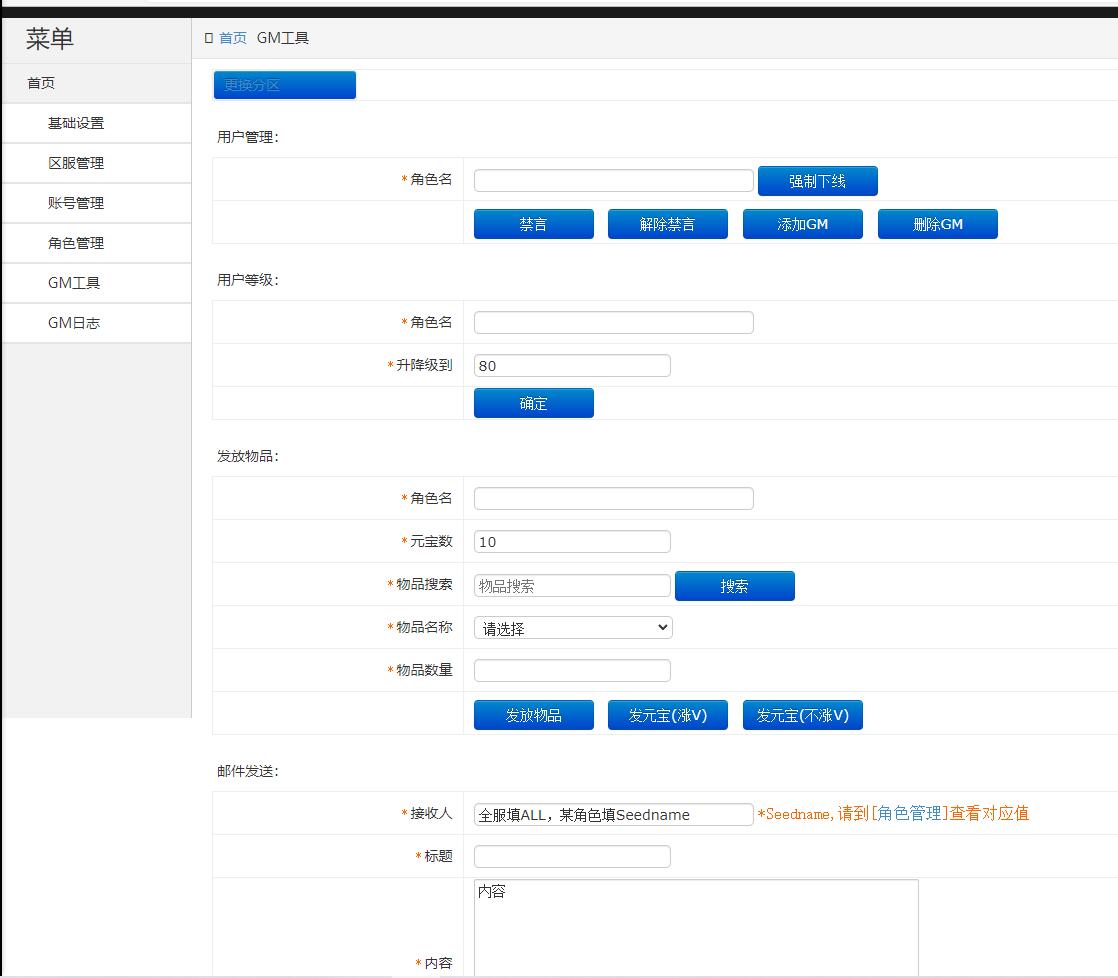 菜单
首页
基础设置
区服管理
账号管理
角色管理
GM工具
GM日志
首页 GM工具
更换分区
用户管理：
*角色名 强制下线
禁言 解除禁言 添加GM 删除GM
用户等级：
*角色名
*升降级到 80
确定
发放物品：
*角色名
*元宝数 10
*物品搜索 物品搜索 搜索
*物品名称 请选择
*物品数量
发放物品 发元宝(涨V) 发元宝(不涨V)
邮件发送：
*接收人 全服填ALL，某角色填Seedname *Seedname,请到[角色管理]查看对应值
*标题
内容
*内容